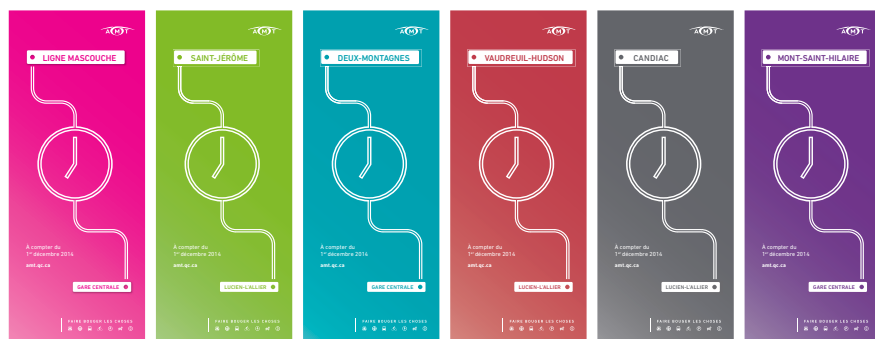 AMT
LIGNE MASCOUCHE
À compter du
1er décembre 2014
amt.qc.ca
GARE CENTRALE
FAIRE BOUGER LES CHOSES
AMT
SAINT-JÉRÔME
À compter du
1er décembre 2014
amt.qc.ca
LUCIEN-L'ALLIER
FAIRE BOUGER LES CHOSES
AMT
DEUX-MONTAGNES
À compter du
1er décembre 2014
amt.qc.ca
GARE CENTRALE
FAIRE BOUGER LES CHOSES
AMT
VAUDREUIL-HUDSON
À compter du
1er décembre 2014
amt.qc.ca
LUCIEN-L'ALLIER
FAIRE BOUGER LES CHOSES
AMT
CANDIAC
À compter du
1er décembre 2014
amt.qc.ca
LUCIEN-L'ALLIER
FAIRE BOUGER LES CHOSES
AMT
MONT-SAINT-HILAIRE
À compter du
1er décembre 2014
amt.qc.ca
GARE CENTRALE
FAIRE BOUGER LES CHOSES